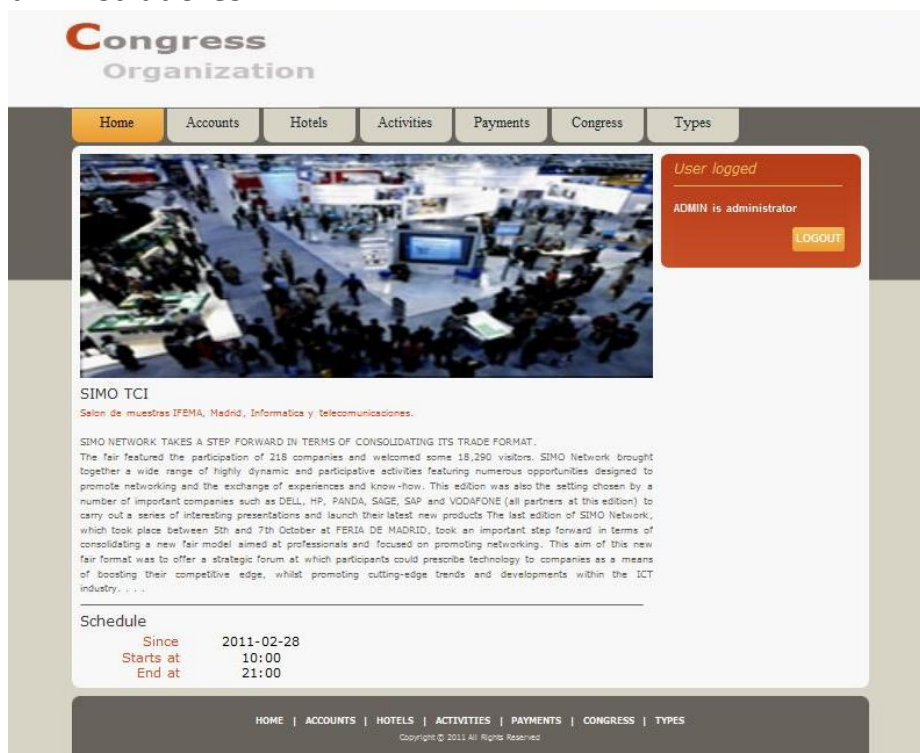 Congress
Organization
Home Accounts Hotels Activities Payments Congress Types
User logged
ADMIN is administrator
LOGOUT
SIMO TCI
Salon de muestras IFEMA, Madrid, Informatica y telecomunicaciones.
SIMO NETWORK TAKES A STEP FORWARD IN TERMS OF CONSOLIDATING ITS TRADE FORMAT.
The fair featured the participation of 218 companies and welcomed some 18,290 visitors. SIMO Network brought
together a wide range of highly dynamic and participative activities featuring numerous opportunities designed to
promote networking and the exchange of experiences and know-how. This edition was also the setting chosen by a
number of important companies such as DELL, HP, PANDA, SAGE, SAP and VODAFONE (all partners at this edition) to
carry out a series of interesting presentations and launch their latest new products The last edition of SIMO Network,
which took place between 5th and 7th October at FERIA DE MADRID, took an important step forward in terms of
consolidating a new fair model aimed at professionals and focused on promoting networking. This aim of this new
fair format was to offer a strategic forum at which participants could prescribe technology to companies as a means
of boosting their competitive edge, whilst promoting cutting-edge trends and developments within the ICT
industry. . . .
Schedule
Since 2011-02-28
Starts at 10:00
End at 21:00
HOME | ACCOUNTS | HOTELS | ACTIVITIES | PAYMENTS | CONGRESS | TYPES
Copyright © 2011 All Rights Reserved